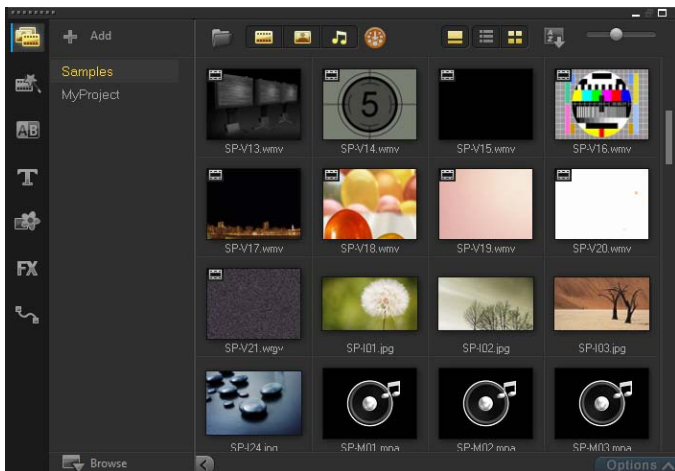 Add
Samples
MyProject
AB
T
FX
A
Z
5
SP-V13.wmv
SP-V14.wmv
SP-V15.wmv
SP-V16.wmv
SP-V17.wmv
SP-V18.wmv
SP-V19.wmv
SP-V20.wmv
SP-V21.wmv
SP-I01.jpg
SP-I02.jpg
SP-I03.jpg
SP-I24.jpg
SP-M01.mpa
SP-M02.mpa
SP-M03.mpa
Browse
Options